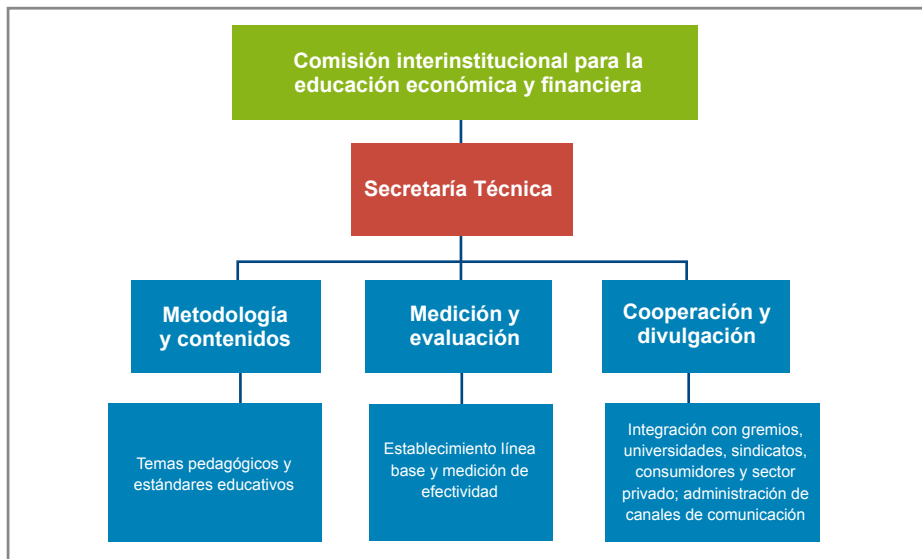 Comisión interinstitucional para la
educación económica y financiera
Secretaría Técnica
Metodología
y contenidos
Medición y
evaluación
Cooperación y
divulgación
Temas pedagógicos y
estándares educativos
Establecimiento línea
base y medición de
efectividad
Integración con gremios,
universidades, sindicatos,
consumidores y sector
privado; administración de
canales de comunicación